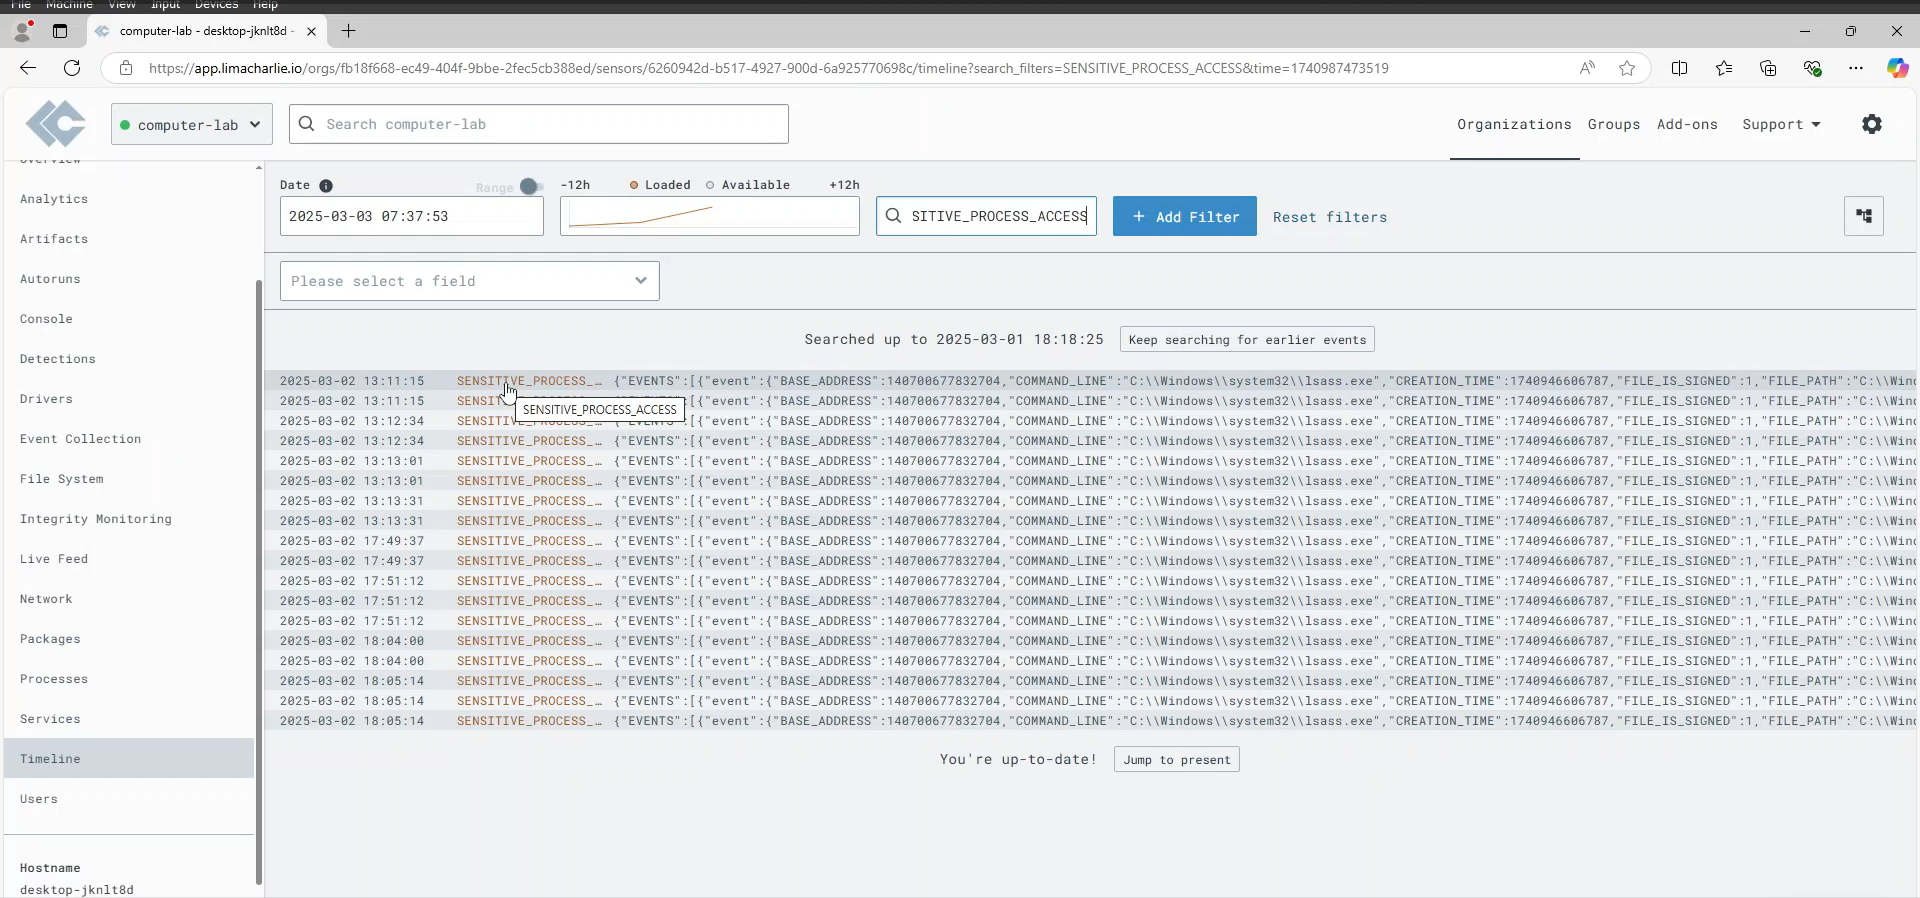 File Machine View Input Devices Help
computer-lab - desktop-jknlt8d -
https://app.limacharlie.io/orgs/fb18f668-ec49-404f-9bbe-2fec5cb388ed/sensors/6260942d-b517-4927-900d-6a925770698c/timeline?search_filters=SENSITIVE_PROCESS_ACCESS&time=1740987473519
computer-lab
Search computer-lab
Organizations Groups Add-ons Support
Overview
Analytics
Artifacts
Autoruns
Console
Detections
Drivers
Event Collection
File System
Integrity Monitoring
Live Feed
Network
Packages
Processes
Services
Timeline
Users
Hostname
desktop-jknlt8d
Date Range -12h Loaded Available +12h
2025-03-03 07:37:53
SITIVE_PROCESS_ACCESS
+ Add Filter
Reset filters
Please select a field
Searched up to 2025-03-01 18:18:25 Keep searching for earlier events
2025-03-02 13:11:15 SENSITIVE_PROCESS_… {"EVENTS":[{"event":{"BASE_ADDRESS":140700677832704,"COMMAND_LINE":"C:\\Windows\\system32\\lsass.exe","CREATION_TIME":1740946606787,"FILE_IS_SIGNED":1,"FILE_PATH":"C:\\Winc
2025-03-02 13:11:15 SENS :[{"event":{"BASE_ADDRESS":140700677832704,"COMMAND_LINE":"C:\\Windows\\system32\\lsass.exe","CREATION_TIME":1740946606787,"FILE_IS_SIGNED":1,"FILE_PATH":"C:\\Winc
SENSITIVE_PROCESS_ACCESS
2025-03-02 13:12:34 SENSITIVE_PROCESS_… {"EVENTS":[{"event":{"BASE_ADDRESS":140700677832704,"COMMAND_LINE":"C:\\Windows\\system32\\lsass.exe","CREATION_TIME":1740946606787,"FILE_IS_SIGNED":1,"FILE_PATH":"C:\\Winc
2025-03-02 13:12:34 SENSITIVE_PROCESS_… {"EVENTS":[{"event":{"BASE_ADDRESS":140700677832704,"COMMAND_LINE":"C:\\Windows\\system32\\lsass.exe","CREATION_TIME":1740946606787,"FILE_IS_SIGNED":1,"FILE_PATH":"C:\\Winc
2025-03-02 13:13:01 SENSITIVE_PROCESS_… {"EVENTS":[{"event":{"BASE_ADDRESS":140700677832704,"COMMAND_LINE":"C:\\Windows\\system32\\lsass.exe","CREATION_TIME":1740946606787,"FILE_IS_SIGNED":1,"FILE_PATH":"C:\\Winc
2025-03-02 13:13:01 SENSITIVE_PROCESS_… {"EVENTS":[{"event":{"BASE_ADDRESS":140700677832704,"COMMAND_LINE":"C:\\Windows\\system32\\lsass.exe","CREATION_TIME":1740946606787,"FILE_IS_SIGNED":1,"FILE_PATH":"C:\\Winc
2025-03-02 13:13:31 SENSITIVE_PROCESS_… {"EVENTS":[{"event":{"BASE_ADDRESS":140700677832704,"COMMAND_LINE":"C:\\Windows\\system32\\lsass.exe","CREATION_TIME":1740946606787,"FILE_IS_SIGNED":1,"FILE_PATH":"C:\\Winc
2025-03-02 13:13:31 SENSITIVE_PROCESS_… {"EVENTS":[{"event":{"BASE_ADDRESS":140700677832704,"COMMAND_LINE":"C:\\Windows\\system32\\lsass.exe","CREATION_TIME":1740946606787,"FILE_IS_SIGNED":1,"FILE_PATH":"C:\\Winc
2025-03-02 17:49:37 SENSITIVE_PROCESS_… {"EVENTS":[{"event":{"BASE_ADDRESS":140700677832704,"COMMAND_LINE":"C:\\Windows\\system32\\lsass.exe","CREATION_TIME":1740946606787,"FILE_IS_SIGNED":1,"FILE_PATH":"C:\\Winc
2025-03-02 17:49:37 SENSITIVE_PROCESS_… {"EVENTS":[{"event":{"BASE_ADDRESS":140700677832704,"COMMAND_LINE":"C:\\Windows\\system32\\lsass.exe","CREATION_TIME":1740946606787,"FILE_IS_SIGNED":1,"FILE_PATH":"C:\\Winc
2025-03-02 17:51:12 SENSITIVE_PROCESS_… {"EVENTS":[{"event":{"BASE_ADDRESS":140700677832704,"COMMAND_LINE":"C:\\Windows\\system32\\lsass.exe","CREATION_TIME":1740946606787,"FILE_IS_SIGNED":1,"FILE_PATH":"C:\\Winc
2025-03-02 17:51:12 SENSITIVE_PROCESS_… {"EVENTS":[{"event":{"BASE_ADDRESS":140700677832704,"COMMAND_LINE":"C:\\Windows\\system32\\lsass.exe","CREATION_TIME":1740946606787,"FILE_IS_SIGNED":1,"FILE_PATH":"C:\\Winc
2025-03-02 17:51:12 SENSITIVE_PROCESS_… {"EVENTS":[{"event":{"BASE_ADDRESS":140700677832704,"COMMAND_LINE":"C:\\Windows\\system32\\lsass.exe","CREATION_TIME":1740946606787,"FILE_IS_SIGNED":1,"FILE_PATH":"C:\\Winc
2025-03-02 18:04:00 SENSITIVE_PROCESS_… {"EVENTS":[{"event":{"BASE_ADDRESS":140700677832704,"COMMAND_LINE":"C:\\Windows\\system32\\lsass.exe","CREATION_TIME":1740946606787,"FILE_IS_SIGNED":1,"FILE_PATH":"C:\\Winc
2025-03-02 18:04:00 SENSITIVE_PROCESS_… {"EVENTS":[{"event":{"BASE_ADDRESS":140700677832704,"COMMAND_LINE":"C:\\Windows\\system32\\lsass.exe","CREATION_TIME":1740946606787,"FILE_IS_SIGNED":1,"FILE_PATH":"C:\\Winc
2025-03-02 18:05:14 SENSITIVE_PROCESS_… {"EVENTS":[{"event":{"BASE_ADDRESS":140700677832704,"COMMAND_LINE":"C:\\Windows\\system32\\lsass.exe","CREATION_TIME":1740946606787,"FILE_IS_SIGNED":1,"FILE_PATH":"C:\\Winc
2025-03-02 18:05:14 SENSITIVE_PROCESS_… {"EVENTS":[{"event":{"BASE_ADDRESS":140700677832704,"COMMAND_LINE":"C:\\Windows\\system32\\lsass.exe","CREATION_TIME":1740946606787,"FILE_IS_SIGNED":1,"FILE_PATH":"C:\\Winc
2025-03-02 18:05:14 SENSITIVE_PROCESS_… {"EVENTS":[{"event":{"BASE_ADDRESS":140700677832704,"COMMAND_LINE":"C:\\Windows\\system32\\lsass.exe","CREATION_TIME":1740946606787,"FILE_IS_SIGNED":1,"FILE_PATH":"C:\\Winc
You're up-to-date! Jump to present